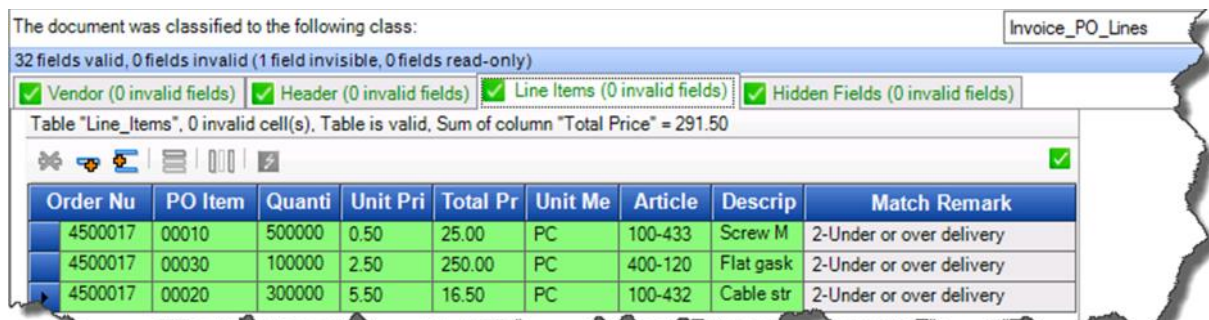 The document was classified to the following class: Invoice_PO_Lines
32 fields valid, 0 fields invalid (1 field invisible, 0 fields read-only)
Vendor (0 invalid fields) Header (0 invalid fields) Line Items (0 invalid fields) Hidden Fields (0 invalid fields)
Table "Line_Items", 0 invalid cell(s), Table is valid, Sum of column "Total Price" = 291.50
Order Nu PO Item Quanti Unit Pri Total Pr Unit Me Article Descrip Match Remark
4500017 00010 500000 0.50 25.00 PC 100-433 Screw M 2-Under or over delivery
4500017 00030 100000 2.50 250.00 PC 400-120 Flat gask 2-Under or over delivery
4500017 00020 300000 5.50 16.50 PC 100-432 Cable str 2-Under or over delivery